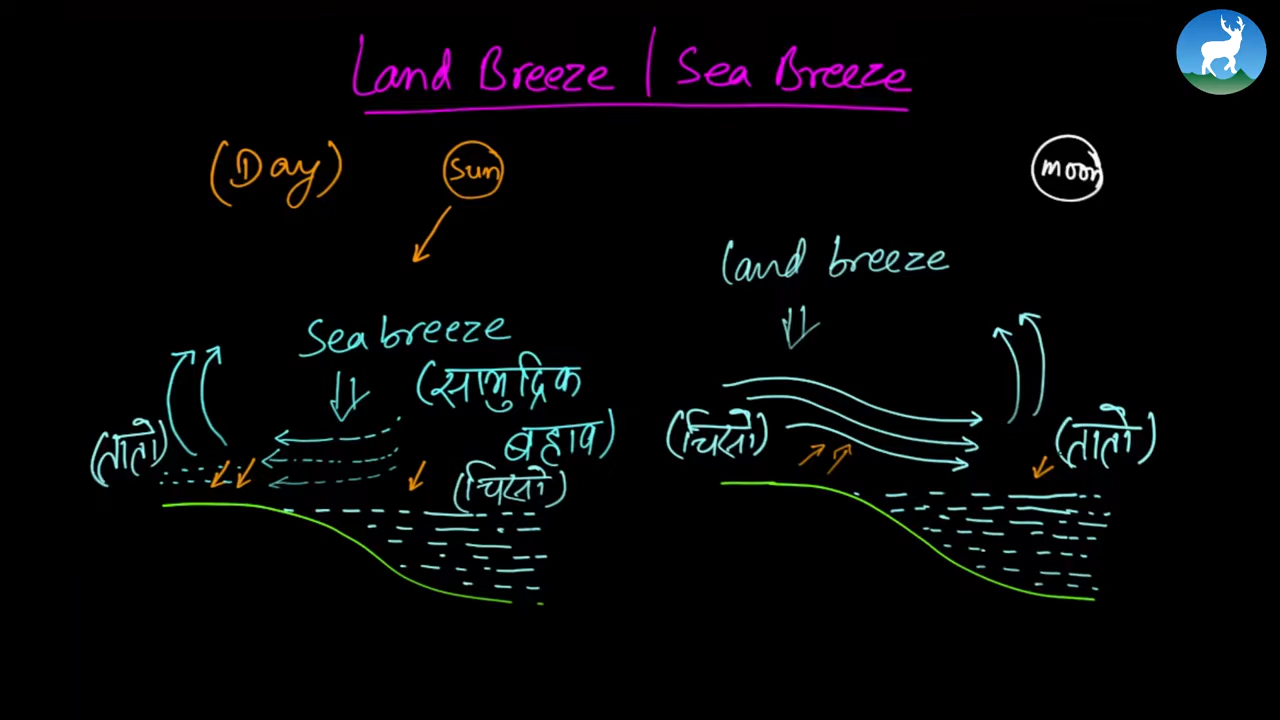 Land Breeze | Sea Breeze
(Day)
Sun
moon
Land breeze
Sea breeze
(सामुद्रिक
बहाव)
(तातो)
(चिसो)
(चिसो)
(तातो)